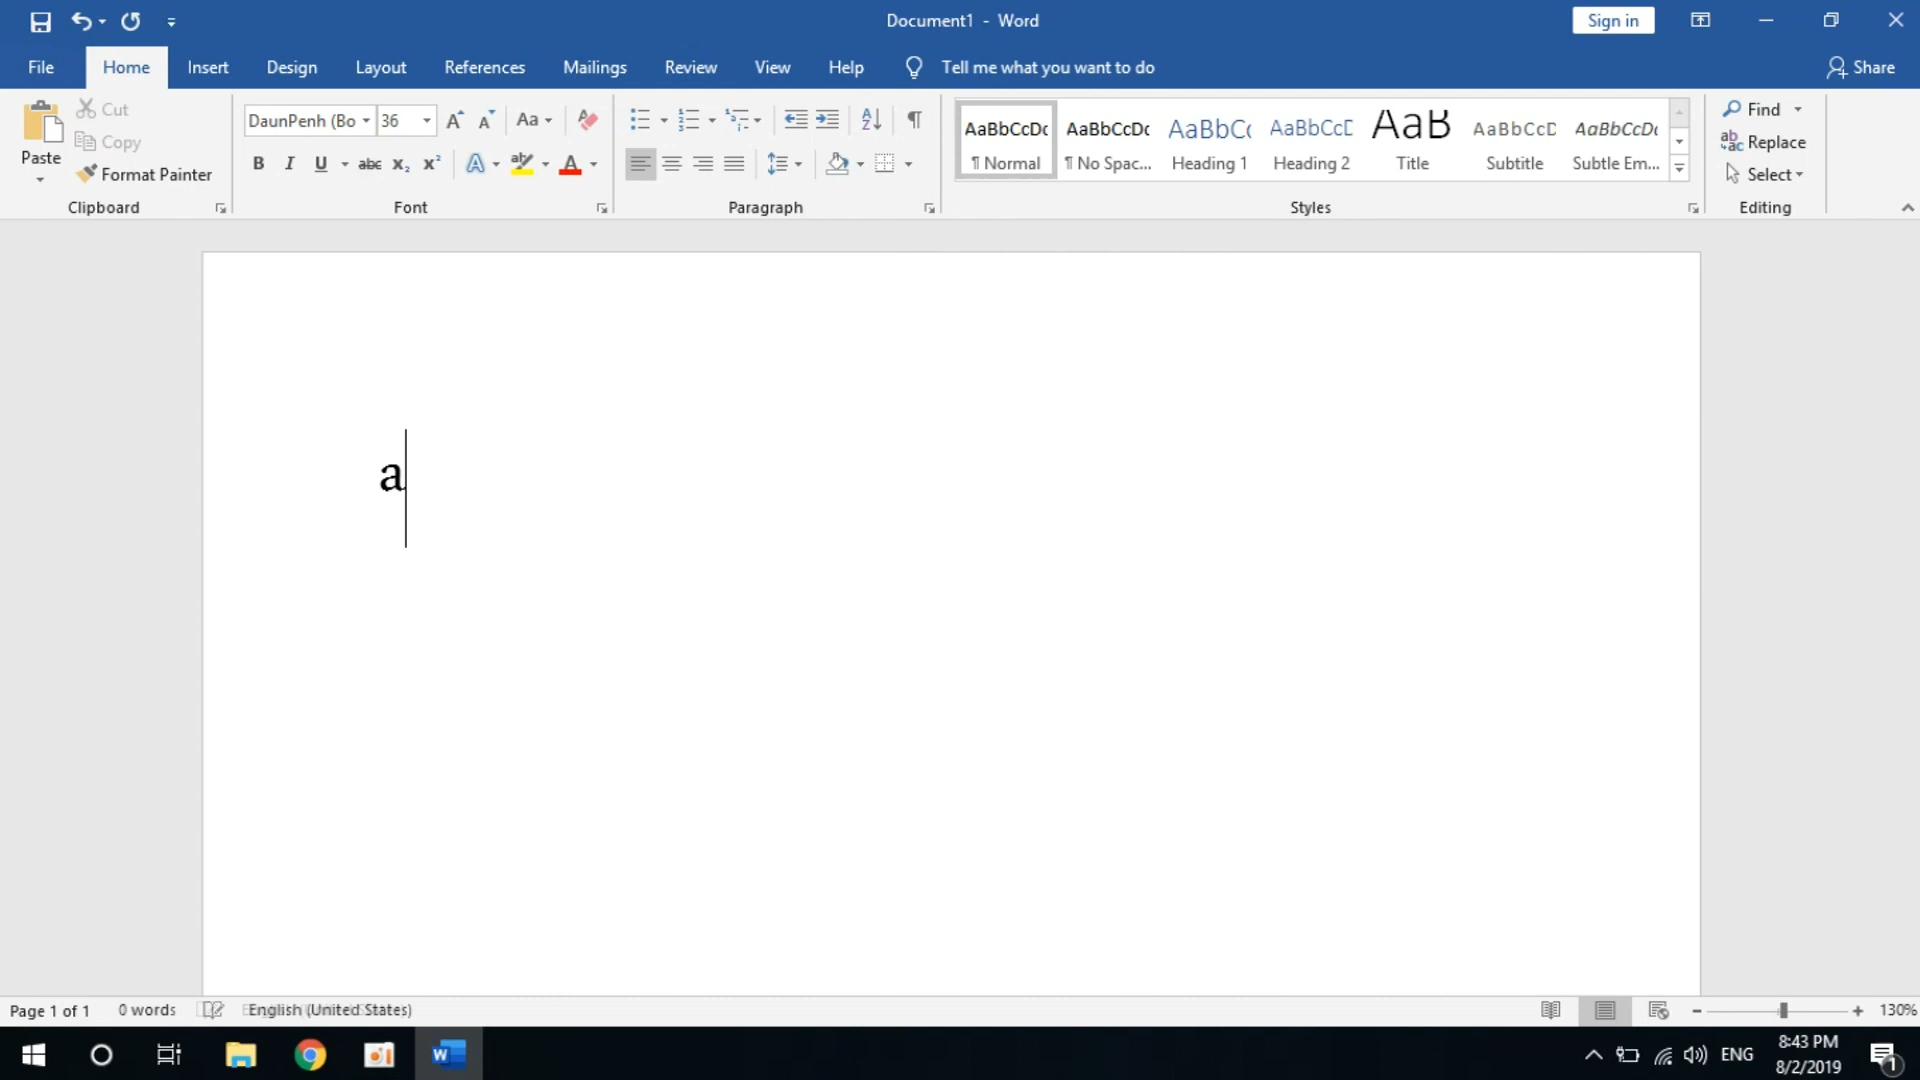 Document1 - Word
Sign in
File Home Insert Design Layout References Mailings Review View Help Tell me what you want to do Share
Paste
Cut
Copy
Format Painter
Clipboard
DaunPenh (Bo 36
Aa
B I U abc x₂ x²
Font
Paragraph
AaBbCcDc ¶ Normal
AaBbCcDc ¶ No Spac...
AaBbCc Heading 1
AaBbCcD Heading 2
AaB Title
AaBbCcD Subtitle
AaBbCcDc Subtle Em...
Styles
Find
Replace
Select
Editing
a
Page 1 of 1 0 words English (United States) 130%
ENG
8:43 PM
8/2/2019
1